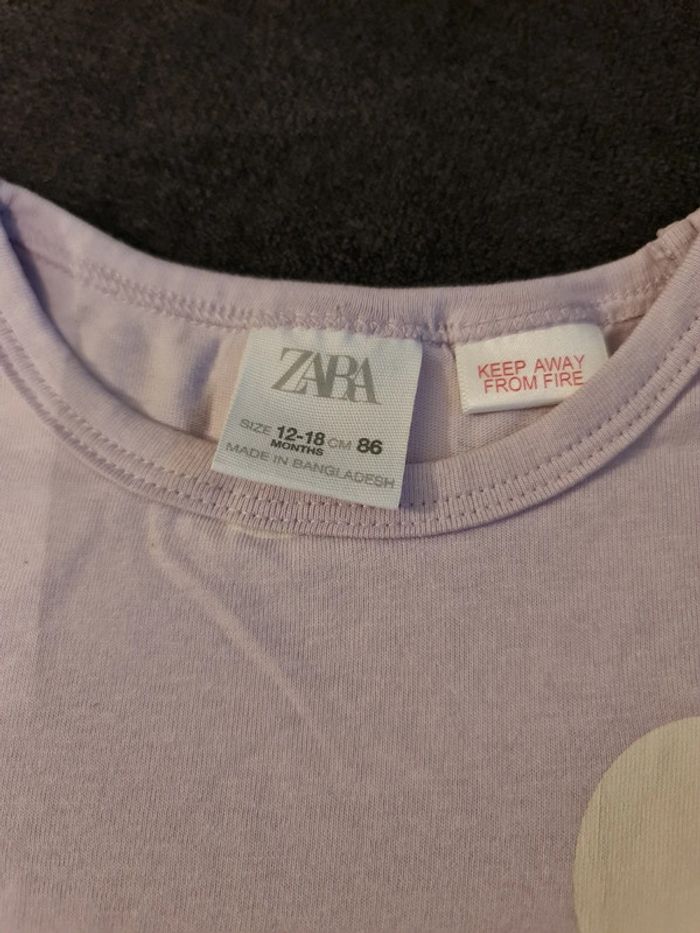 ZARA
SIZE 12-18 CM 86
MONTHS
MADE IN BANGLADESH
KEEP AWAY
FROM FIRE